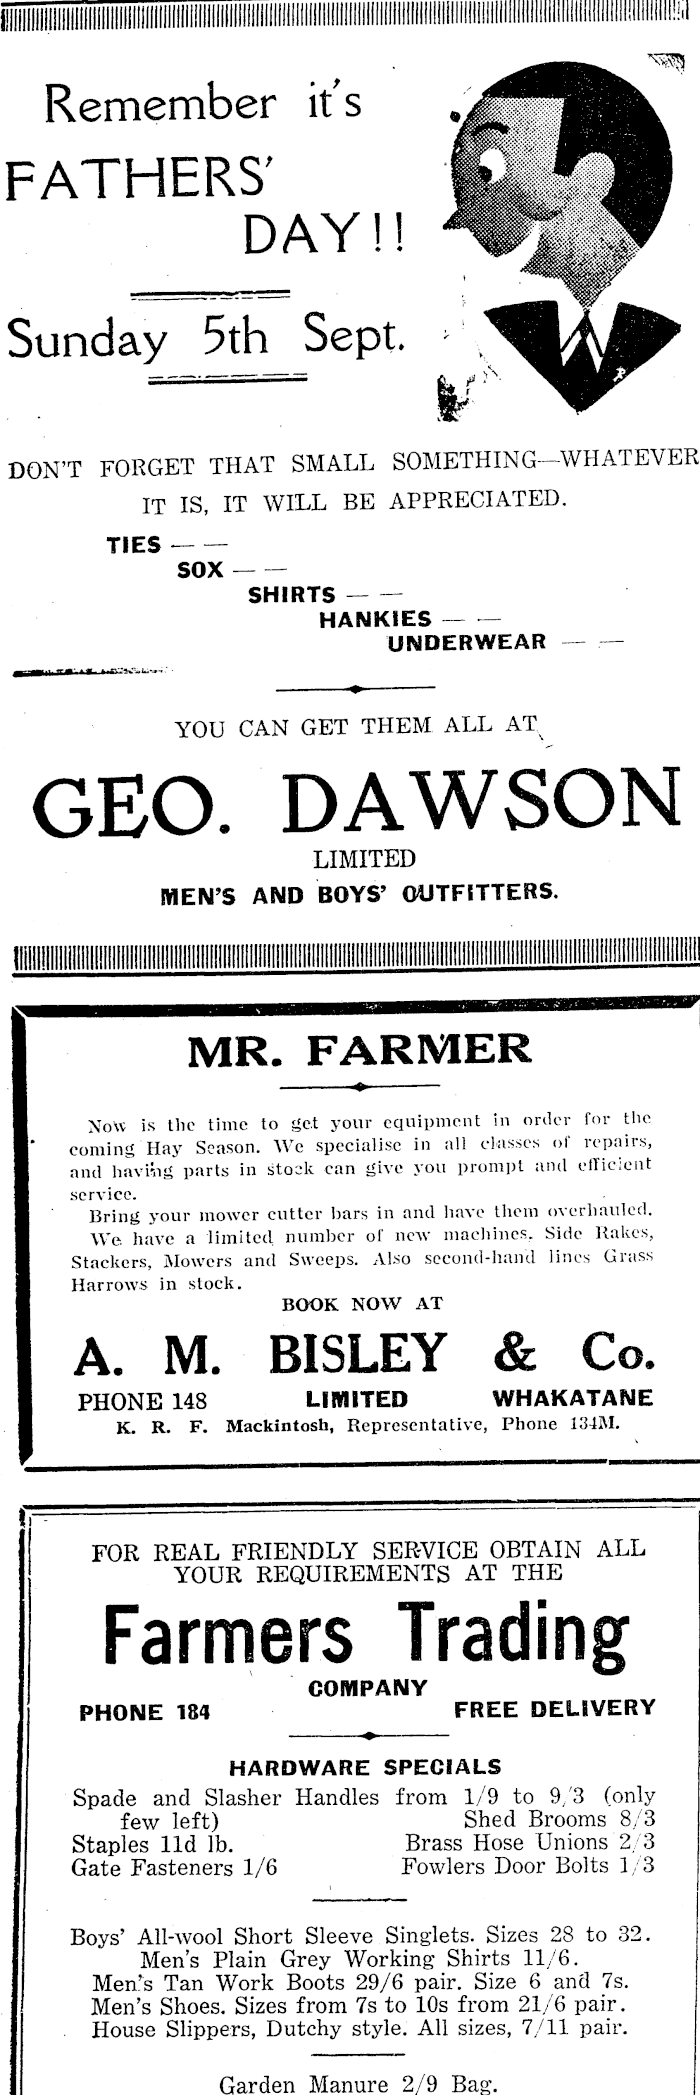 Remember it's
FATHERS'
DAY!!
Sunday 5th Sept.
DON'T FORGET THAT SMALL SOMETHING—WHATEVER
IT IS, IT WILL BE APPRECIATED.
TIES — —
SOX — —
SHIRTS — —
HANKIES — —
UNDERWEAR — —
YOU CAN GET THEM ALL AT
GEO. DAWSON
LIMITED
MEN'S AND BOYS' OUTFITTERS.
MR. FARMER
Now is the time to get your equipment in order for the
coming Hay Season. We specialise in all classes of repairs,
and having parts in stock can give you prompt and efficient
service.
Bring your mower cutter bars in and have them overhauled.
We have a limited number of new machines. Side Rakes,
Stackers, Mowers and Sweeps. Also second-hand lines Grass
Harrows in stock.
BOOK NOW AT
A. M. BISLEY & Co.
PHONE 148 LIMITED WHAKATANE
K. R. F. Mackintosh, Representative, Phone 134M.
FOR REAL FRIENDLY SERVICE OBTAIN ALL
YOUR REQUIREMENTS AT THE
Farmers Trading
COMPANY
PHONE 184 FREE DELIVERY
HARDWARE SPECIALS
Spade and Slasher Handles from 1/9 to 9/3 (only
few left) Shed Brooms 8/3
Staples 11d lb. Brass Hose Unions 2/3
Gate Fasteners 1/6 Fowlers Door Bolts 1/3
Boys' All-wool Short Sleeve Singlets. Sizes 28 to 32.
Men's Plain Grey Working Shirts 11/6.
Men's Tan Work Boots 29/6 pair. Size 6 and 7s.
Men's Shoes. Sizes from 7s to 10s from 21/6 pair.
House Slippers, Dutchy style. All sizes, 7/11 pair.
Garden Manure 2/9 Bag.